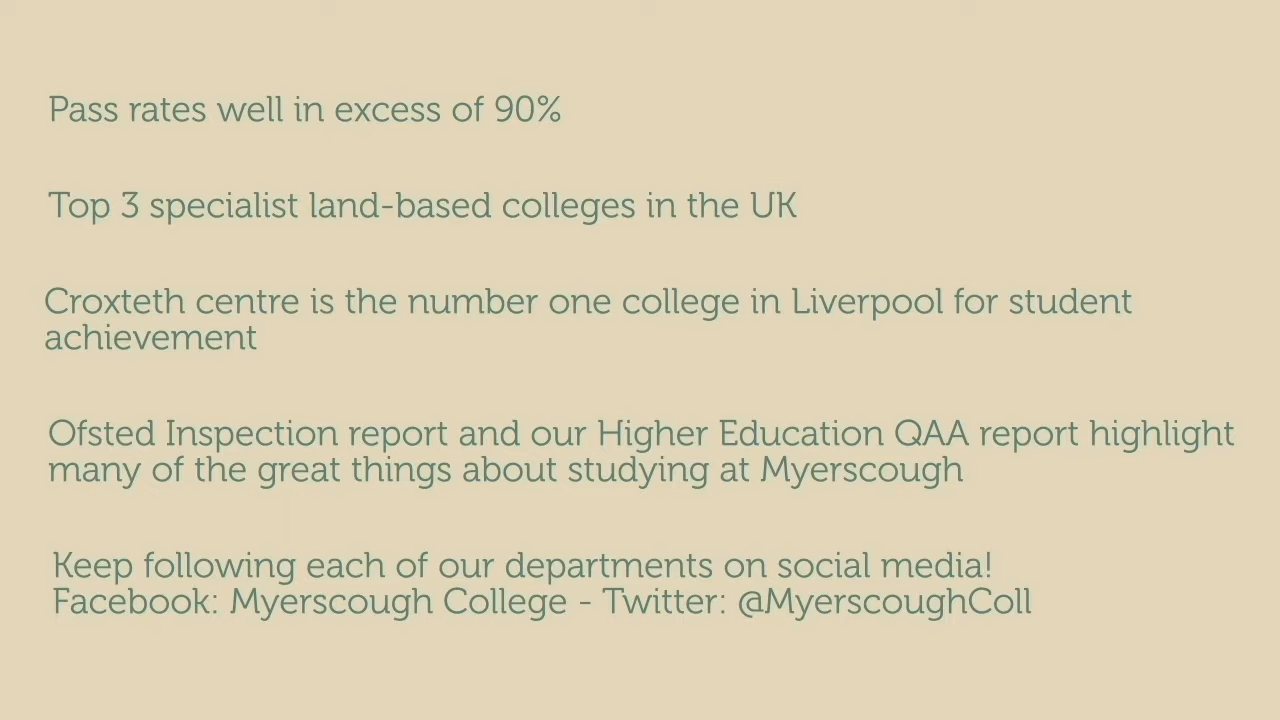 Pass rates well in excess of 90%
Top 3 specialist land-based colleges in the UK
Croxteth centre is the number one college in Liverpool for student
achievement
Ofsted Inspection report and our Higher Education QAA report highlight
many of the great things about studying at Myerscough
Keep following each of our departments on social media!
Facebook: Myerscough College - Twitter: @MyerscoughColl